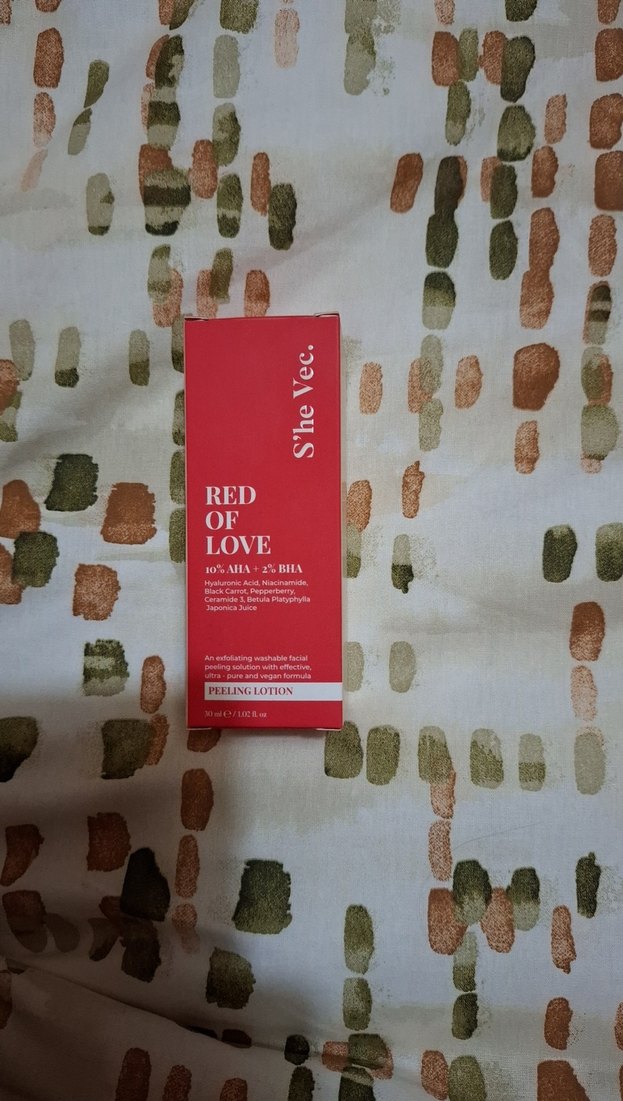 S'he Vec.
RED
OF
LOVE
10% AHA + 2% BHA
Hyaluronic Acid, Niacinamide,
Black Carrot, Pepperberry,
Ceramide 3, Betula Platyphylla
Japonica Juice
An exfoliating washable facial
peeling solution with effective,
ultra - pure and vegan formula
PEELING LOTION
30 ml ℮ / 1.02 fl. oz